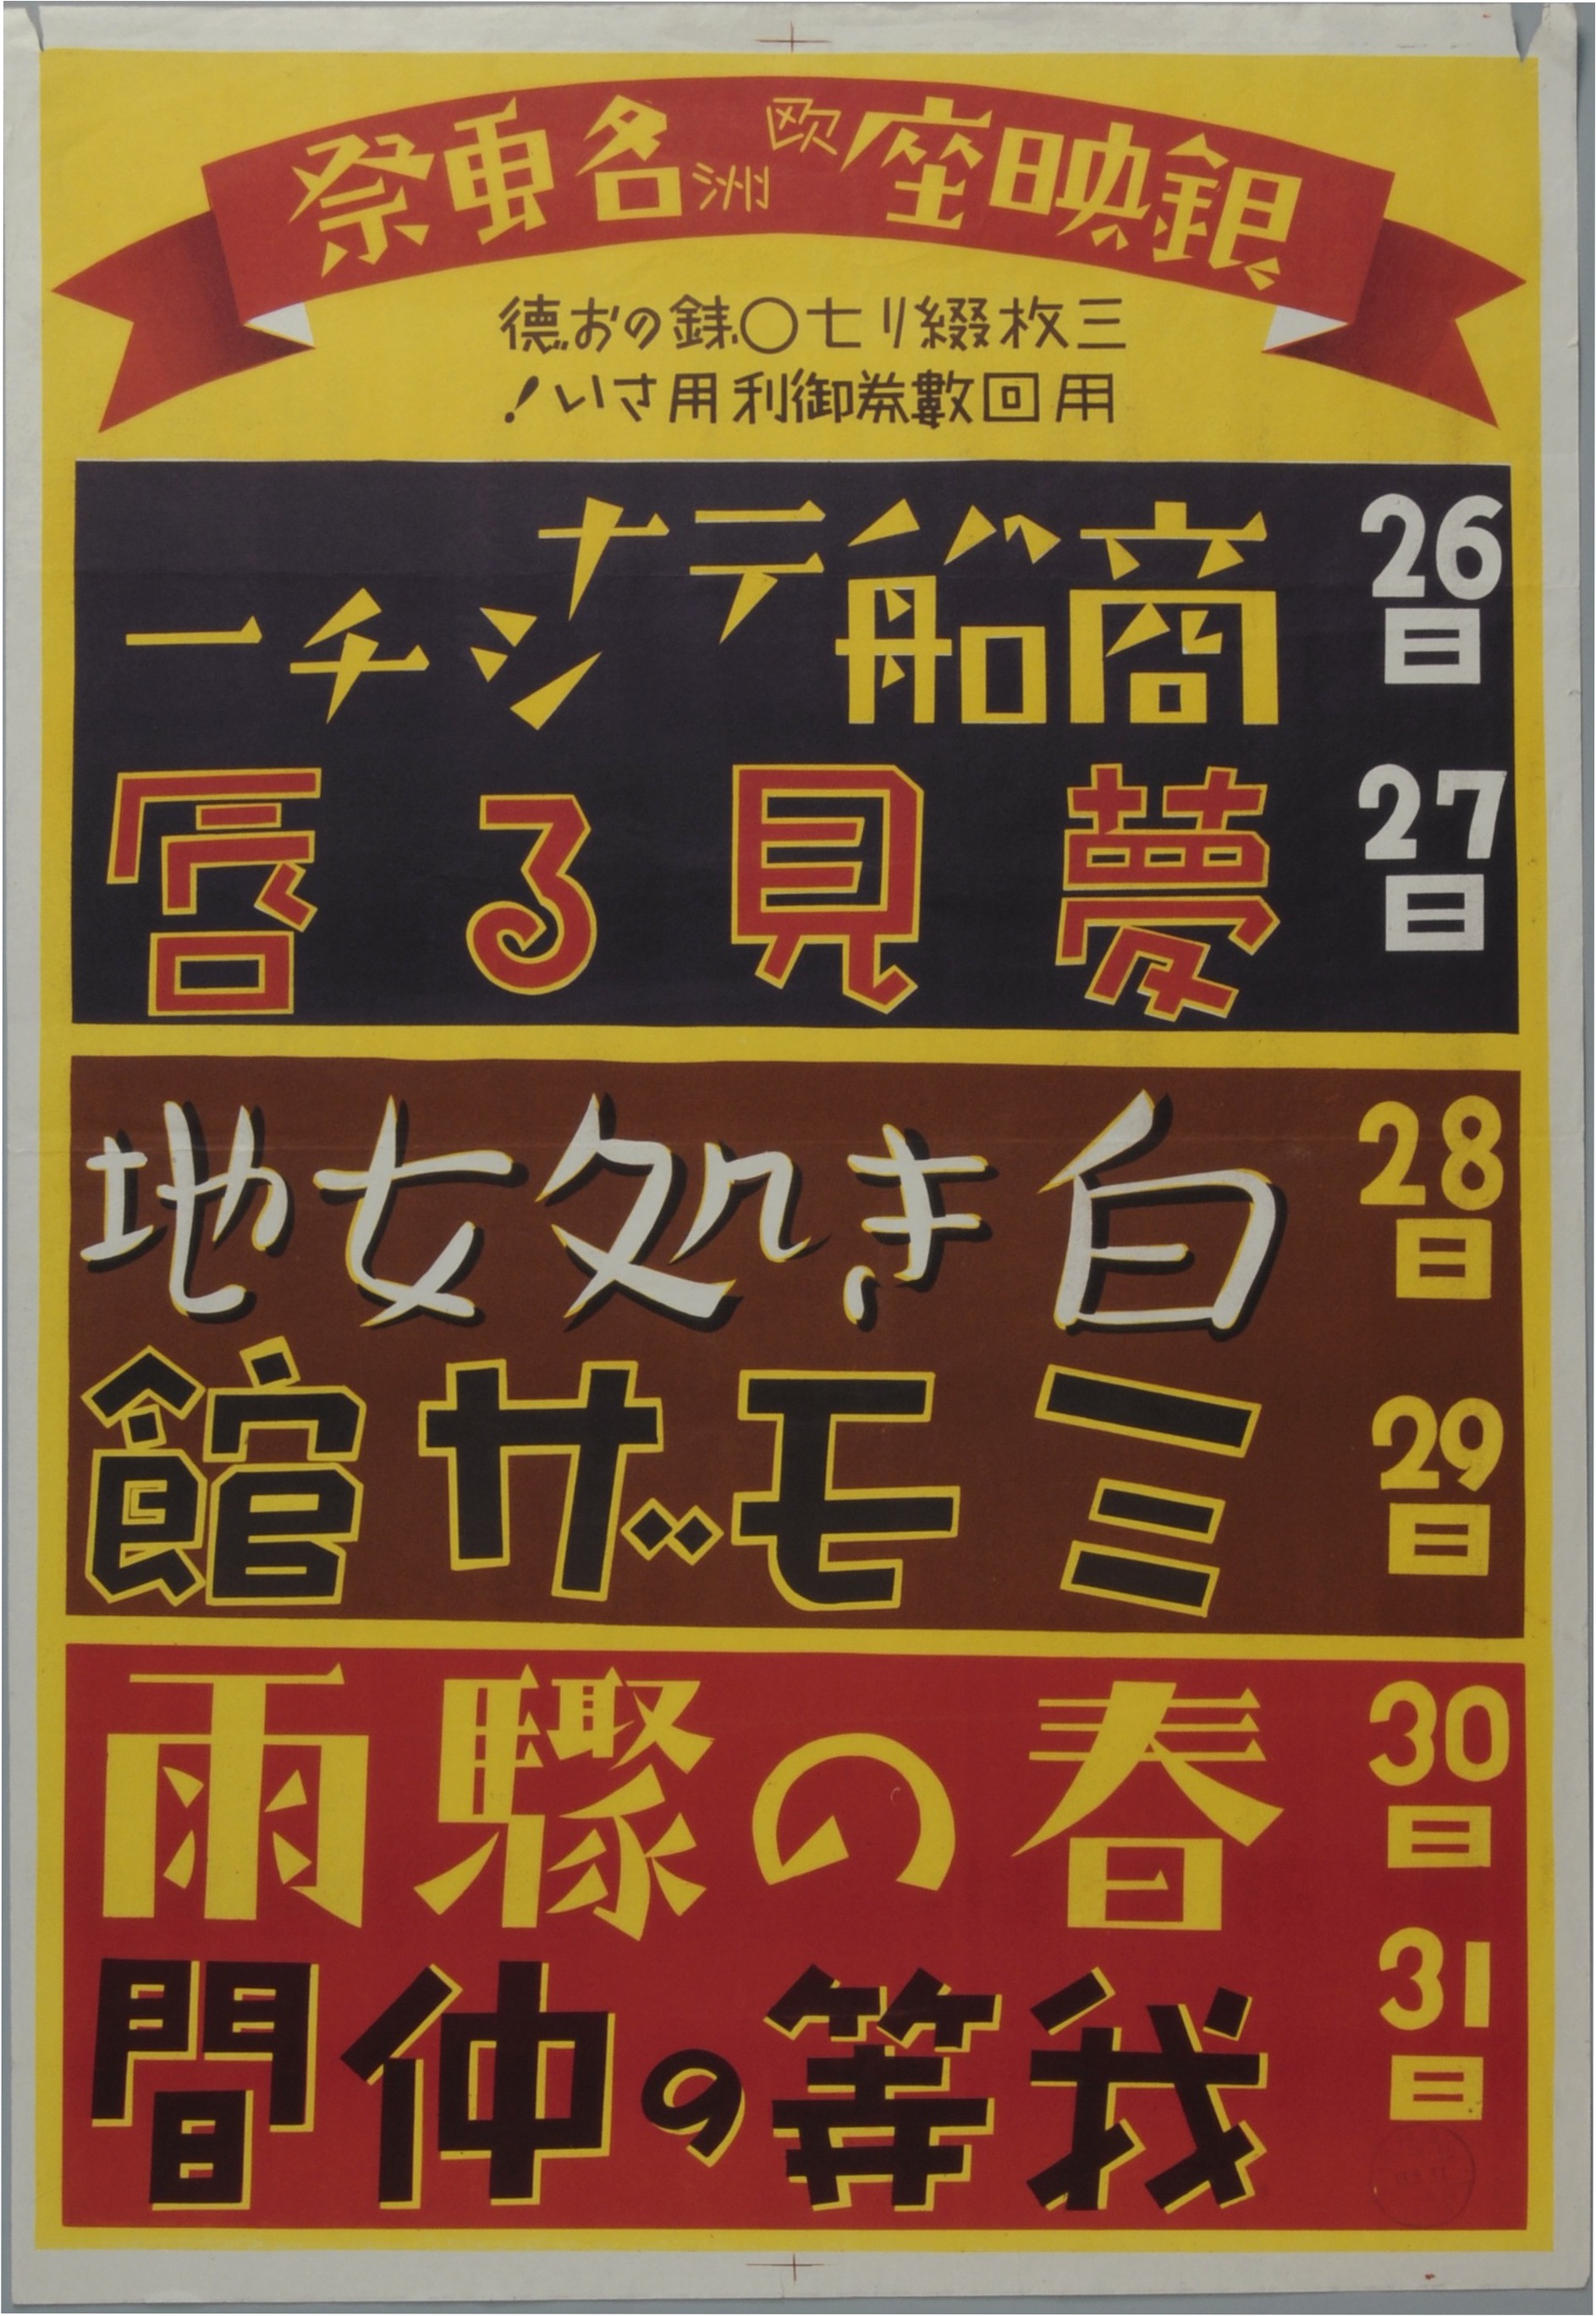 銀映座欧洲名画祭
三枚綴リ七〇銭のお徳
用回數券御利用さい！
26日 商船テナシチー
27日 夢見る唇
28日 白き処女地
29日 ミモザ館
30日 春の驟雨
31日 我等の仲間